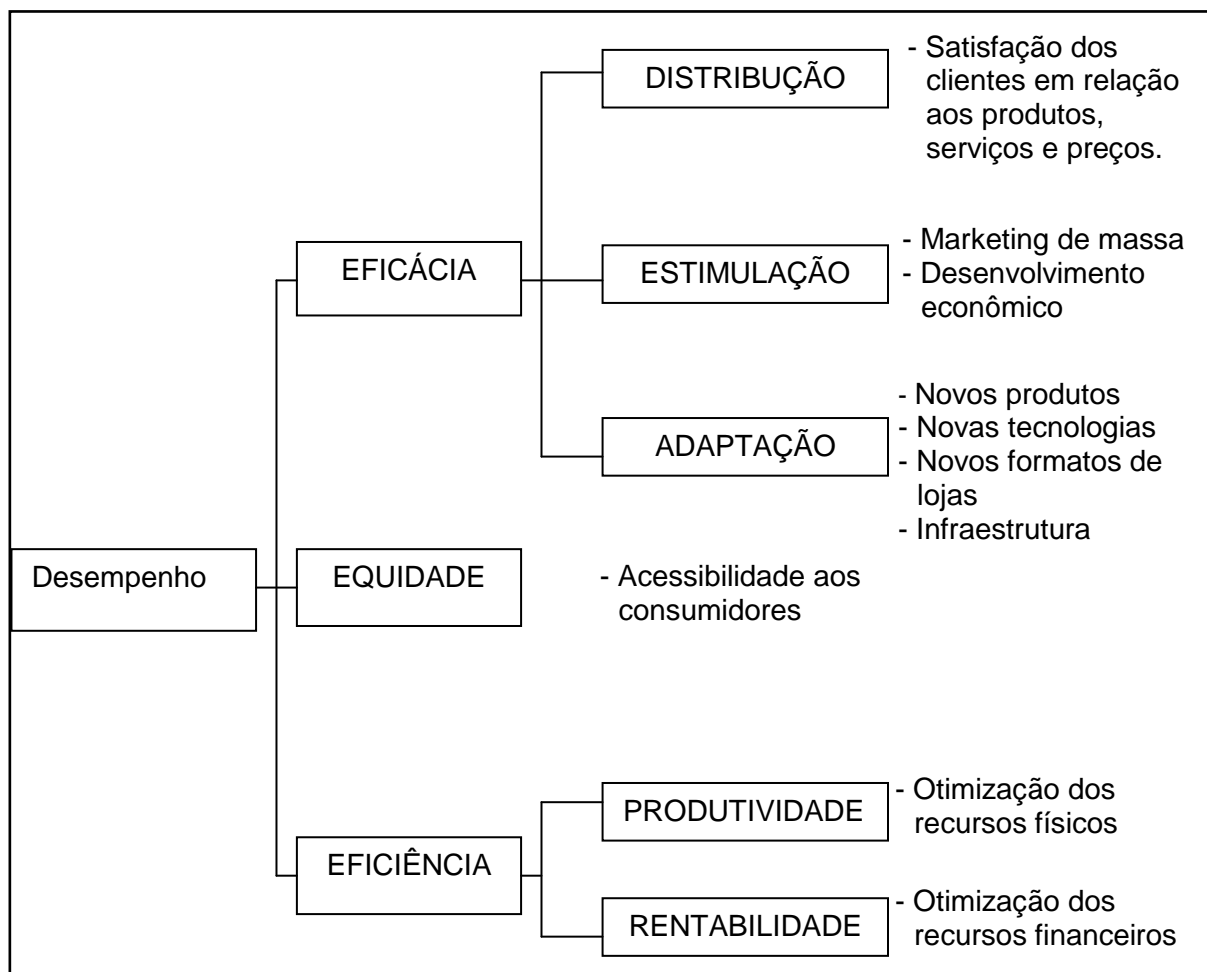 DISTRIBUÇÃO
- Satisfação dos
clientes em relação
aos produtos,
serviços e preços.
EFICÁCIA
ESTIMULAÇÃO
- Marketing de massa
- Desenvolvimento
econômico
ADAPTAÇÃO
- Novos produtos
- Novas tecnologias
- Novos formatos de
lojas
- Infraestrutura
Desempenho
EQUIDADE
- Acessibilidade aos
consumidores
PRODUTIVIDADE
- Otimização dos
recursos físicos
EFICIÊNCIA
RENTABILIDADE
- Otimização dos
recursos financeiros